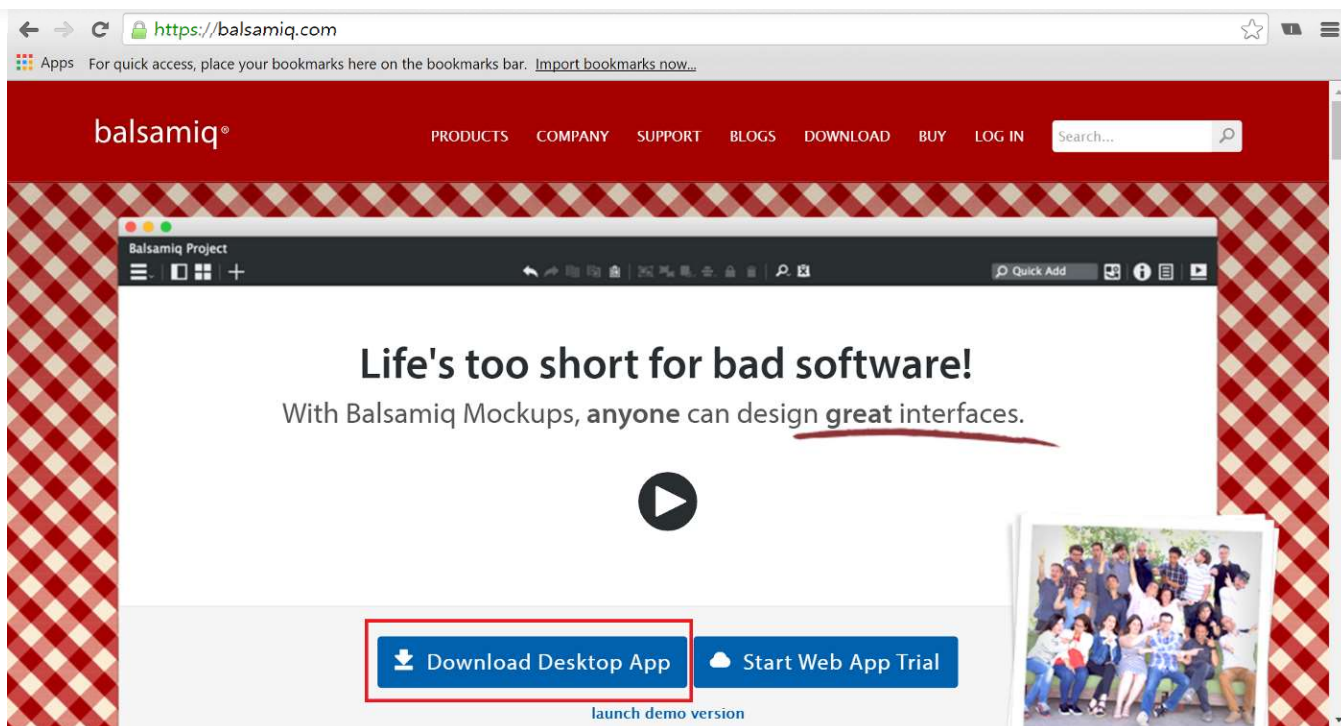 https://balsamiq.com
Apps For quick access, place your bookmarks here on the bookmarks bar. Import bookmarks now...
balsamiq® PRODUCTS COMPANY SUPPORT BLOGS DOWNLOAD BUY LOG IN Search...
Balsamiq Project
Quick Add
Life's too short for bad software!
With Balsamiq Mockups, anyone can design great interfaces.
Download Desktop App Start Web App Trial
launch demo version